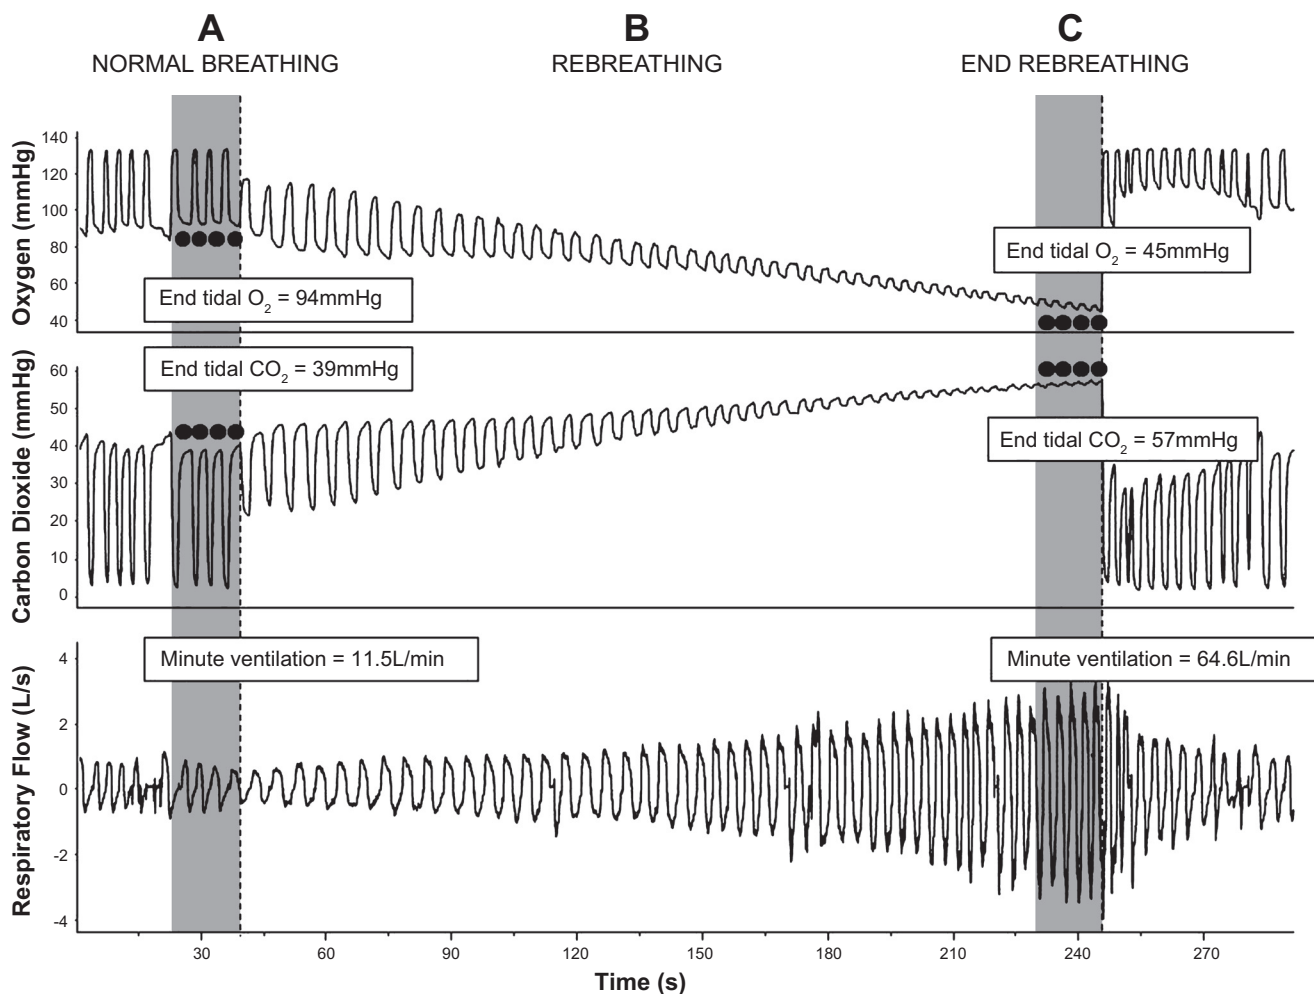 A
B
C
NORMAL BREATHING
REBREATHING
END REBREATHING
Oxygen (mmHg)
140
120
100
80
60
40
End tidal O₂ = 94mmHg
End tidal O₂ = 45mmHg
Carbon Dioxide (mmHg)
60
50
40
30
20
10
0
End tidal CO₂ = 39mmHg
End tidal CO₂ = 57mmHg
Respiratory Flow (L/s)
4
2
0
-2
-4
Minute ventilation = 11.5L/min
Minute ventilation = 64.6L/min
30
60
90
120
150
180
210
240
270
Time (s)